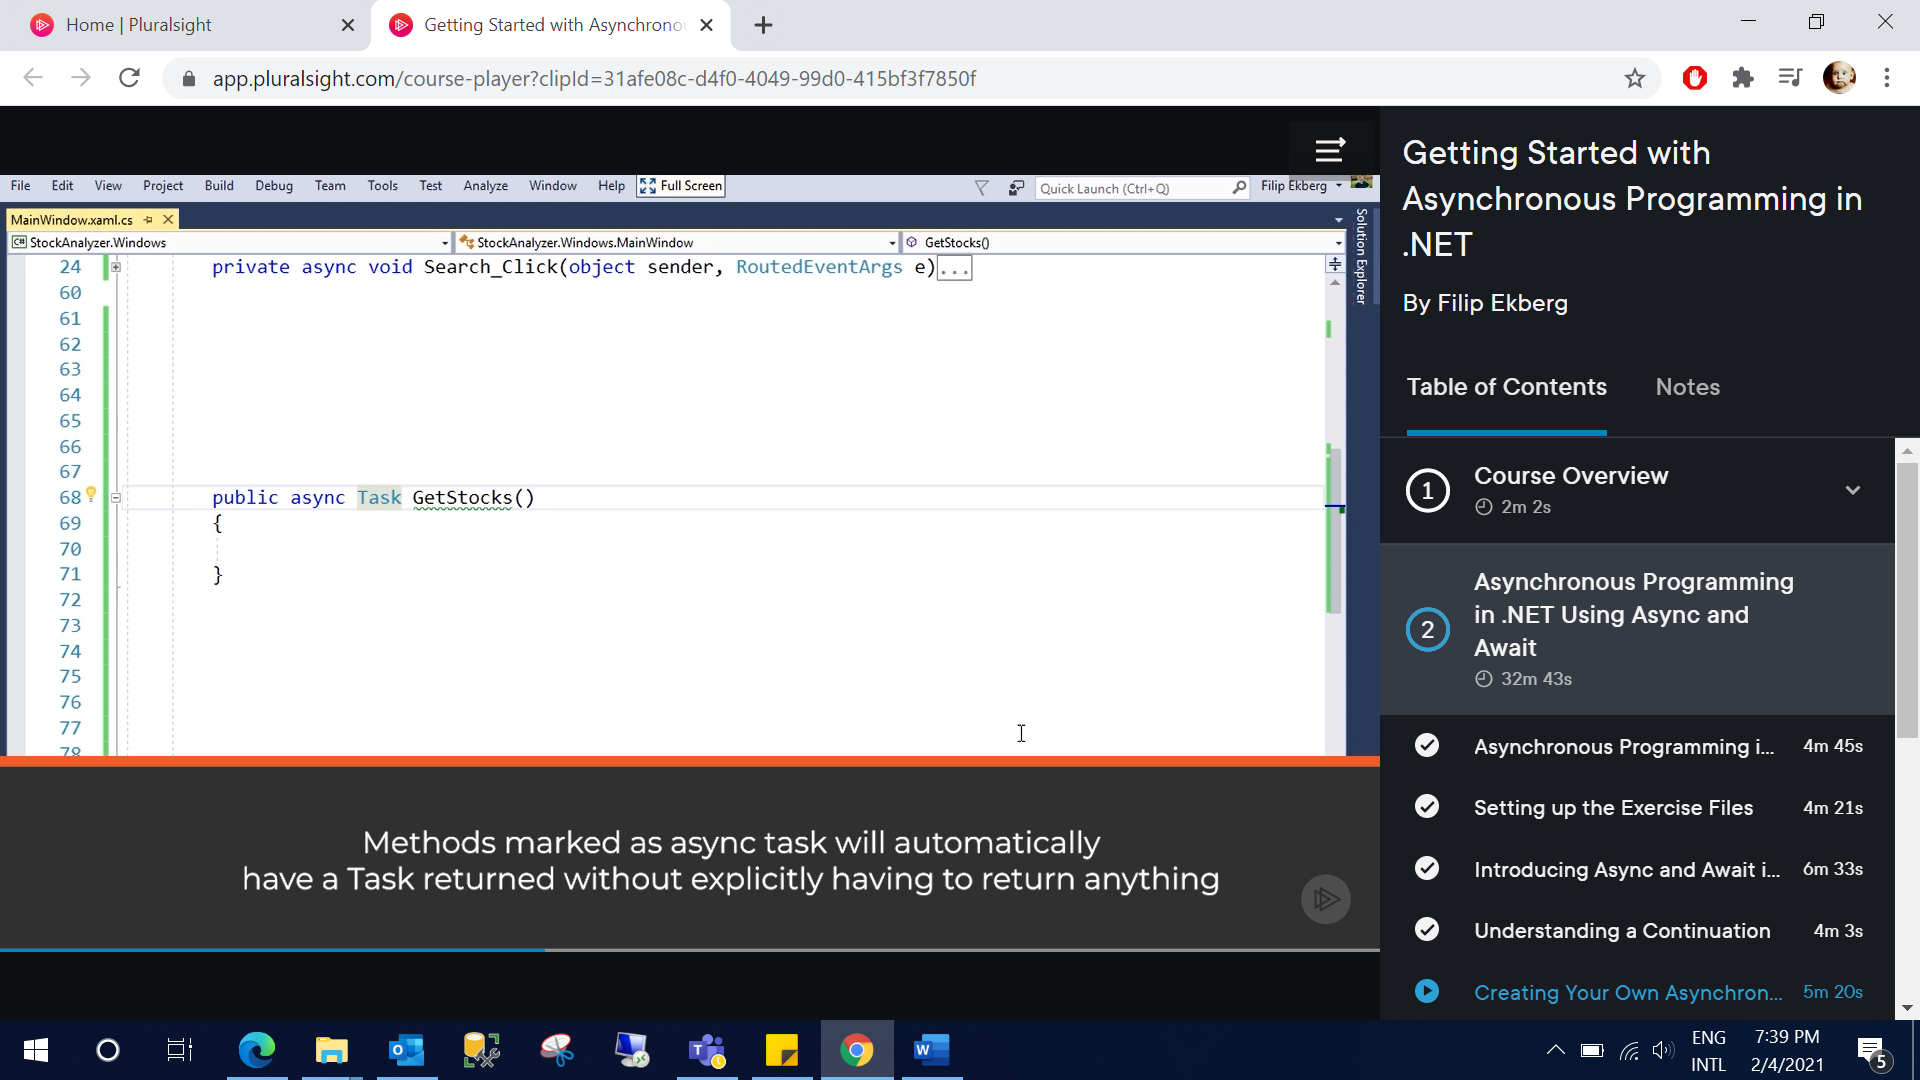 Home | Pluralsight
Getting Started with Asynchrono
app.pluralsight.com/course-player?clipId=31afe08c-d4f0-4049-99d0-415bf3f7850f
File Edit View Project Build Debug Team Tools Test Analyze Window Help Full Screen
Quick Launch (Ctrl+Q)
Filip Ekberg
MainWindow.xaml.cs
C# StockAnalyzer.Windows
StockAnalyzer.Windows.MainWindow
GetStocks()
Solution Explorer
24 private async void Search_Click(object sender, RoutedEventArgs e)...
60
61
62
63
64
65
66
67
68 public async Task GetStocks()
69 {
70
71 }
72
73
74
75
76
77
78
Methods marked as async task will automatically
have a Task returned without explicitly having to return anything
Getting Started with
Asynchronous Programming in
.NET
By Filip Ekberg
Table of Contents
Notes
1
Course Overview
2m 2s
2
Asynchronous Programming
in .NET Using Async and
Await
32m 43s
Asynchronous Programming i... 4m 45s
Setting up the Exercise Files 4m 21s
Introducing Async and Await i... 6m 33s
Understanding a Continuation 4m 3s
Creating Your Own Asynchron... 5m 20s
ENG
INTL
7:39 PM
2/4/2021
5